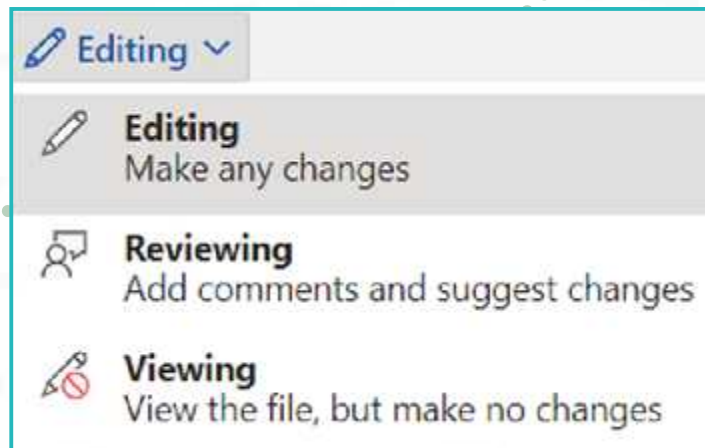 Editing
Editing
Make any changes
Reviewing
Add comments and suggest changes
Viewing
View the file, but make no changes